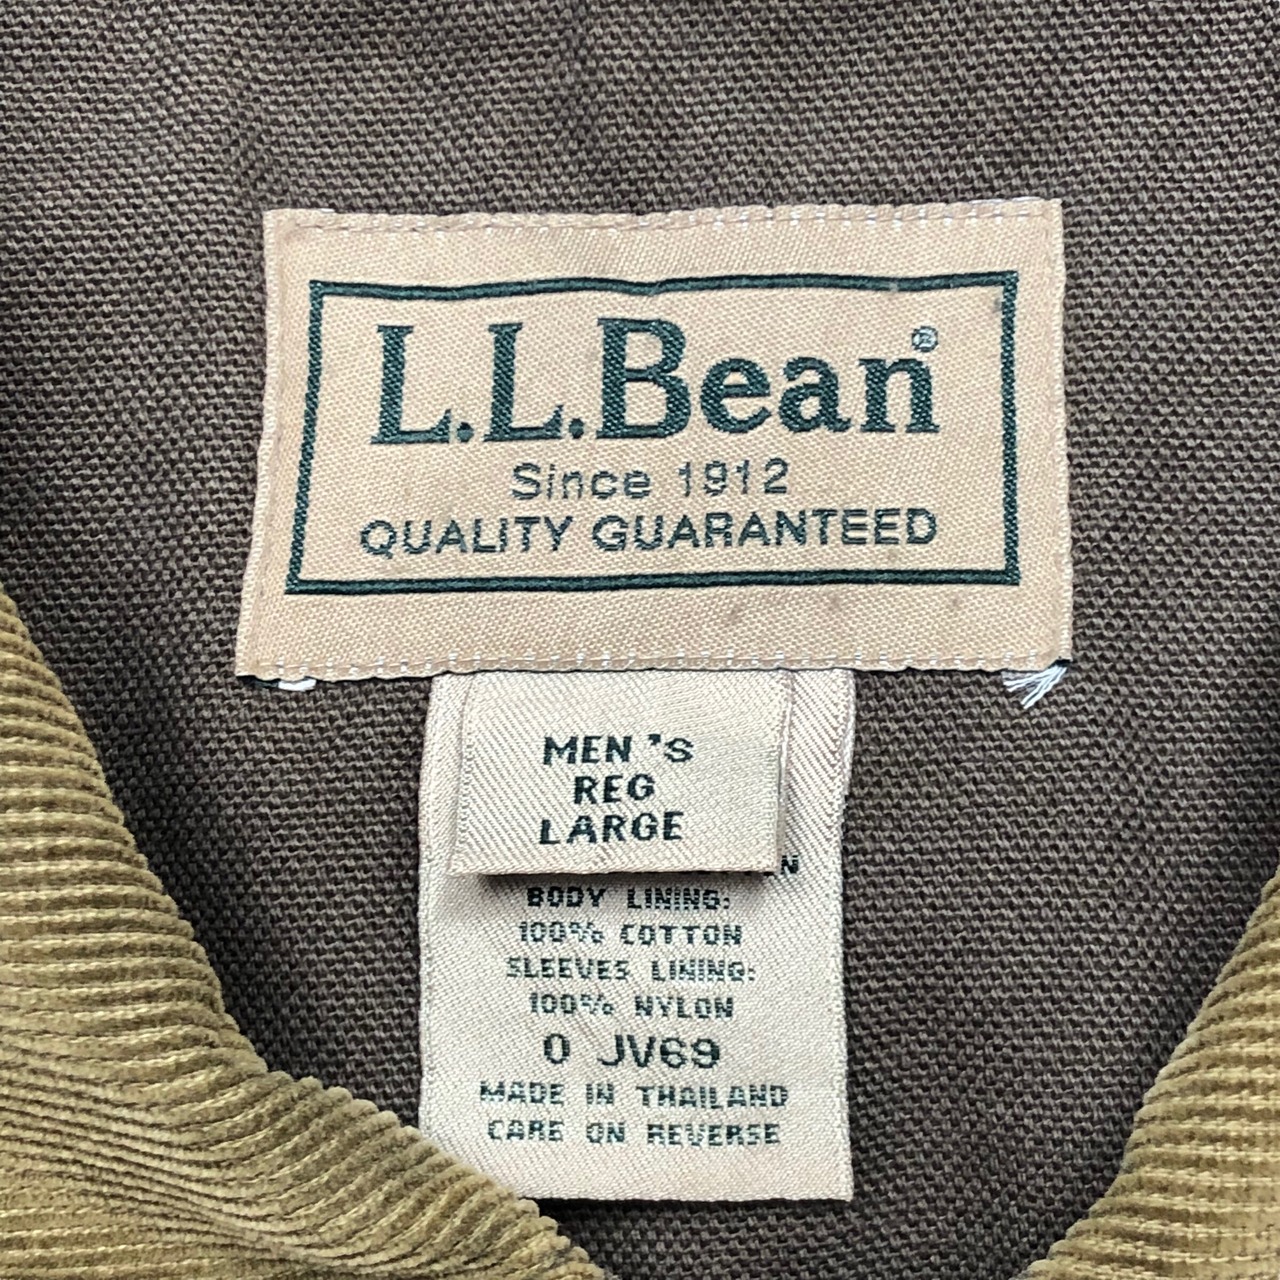 L.L.Bean®
Since 1912
QUALITY GUARANTEED
MEN'S
REG
LARGE
BODY LINING:
100% COTTON
SLEEVES LINING:
100% NYLON
0 JV69
MADE IN THAILAND
CARE ON REVERSE